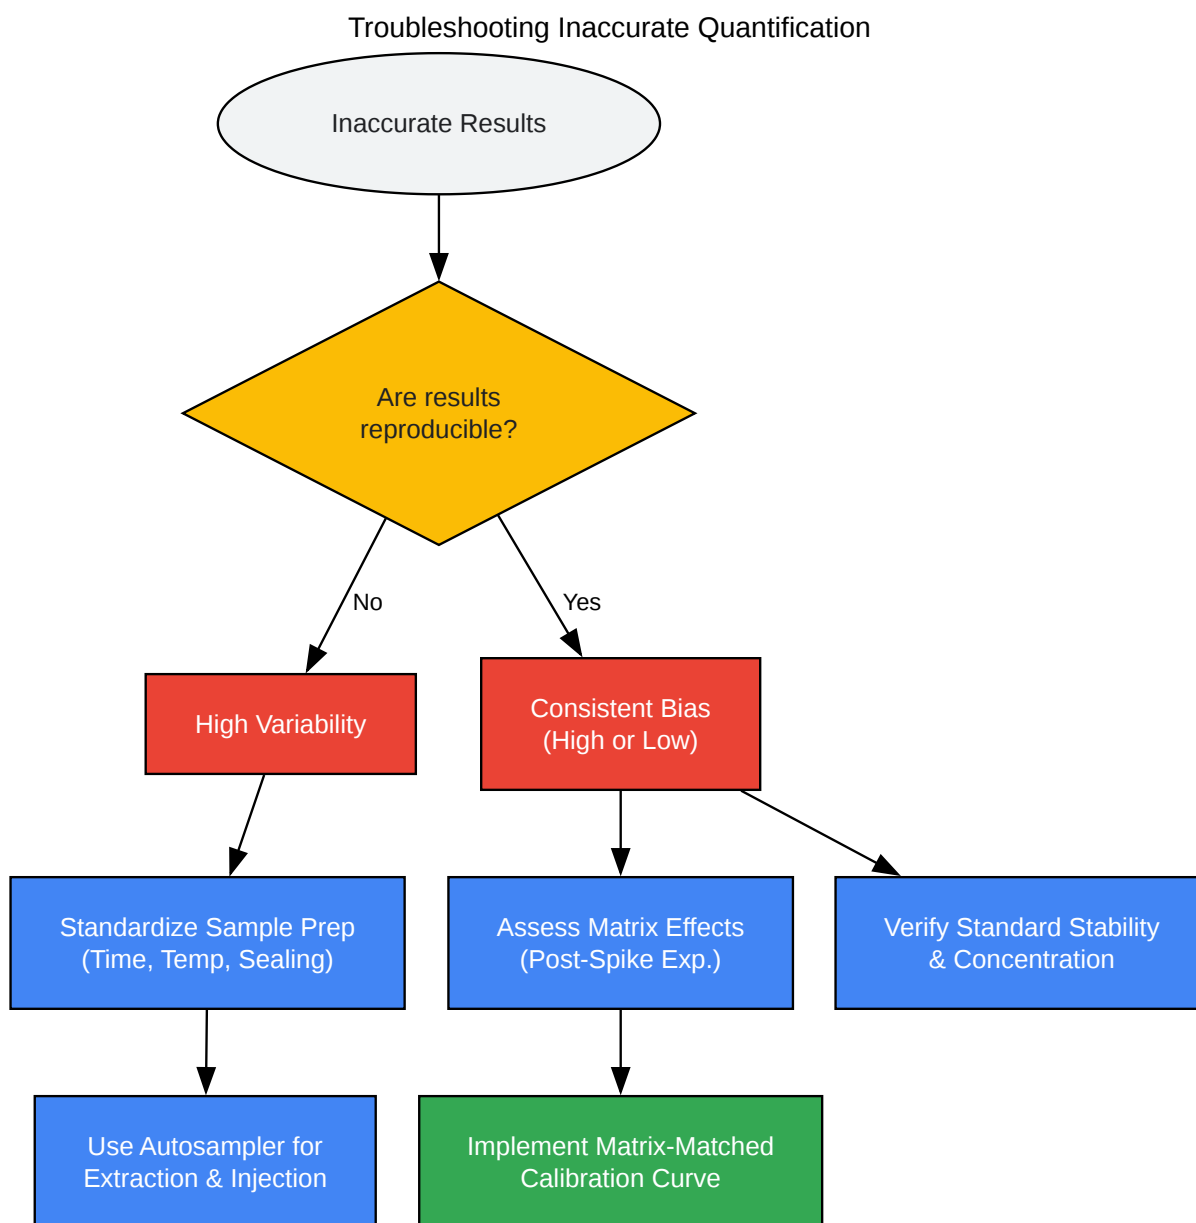 Troubleshooting Inaccurate Quantification
Inaccurate Results
Are results
reproducible?
No
Yes
High Variability
Consistent Bias
(High or Low)
Standardize Sample Prep
(Time, Temp, Sealing)
Assess Matrix Effects
(Post-Spike Exp.)
Verify Standard Stability
& Concentration
Use Autosampler for
Extraction & Injection
Implement Matrix-Matched
Calibration Curve